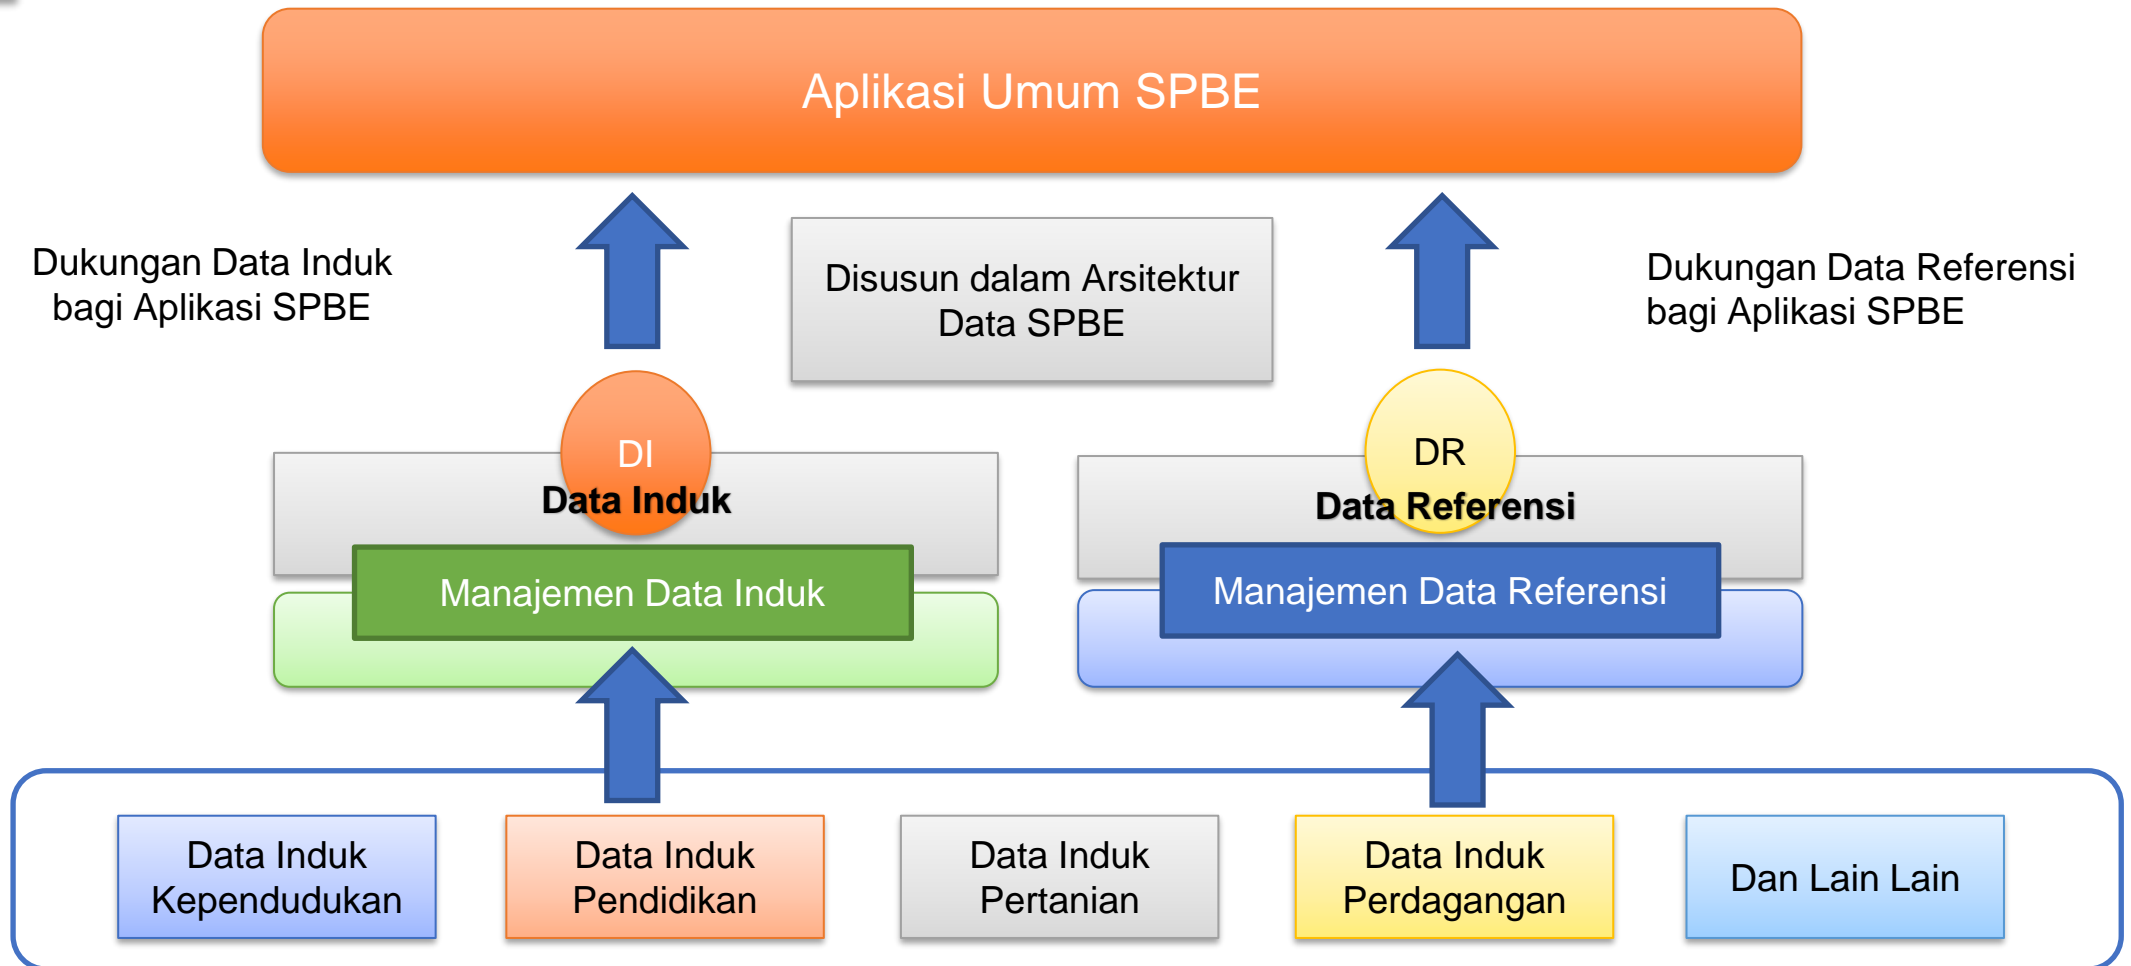 Aplikasi Umum SPBE
Dukungan Data Induk
bagi Aplikasi SPBE
Disusun dalam Arsitektur
Data SPBE
Dukungan Data Referensi
bagi Aplikasi SPBE
DI
Data Induk
DR
Data Referensi
Manajemen Data Induk
Manajemen Data Referensi
Data Induk
Kependudukan
Data Induk
Pendidikan
Data Induk
Pertanian
Data Induk
Perdagangan
Dan Lain Lain